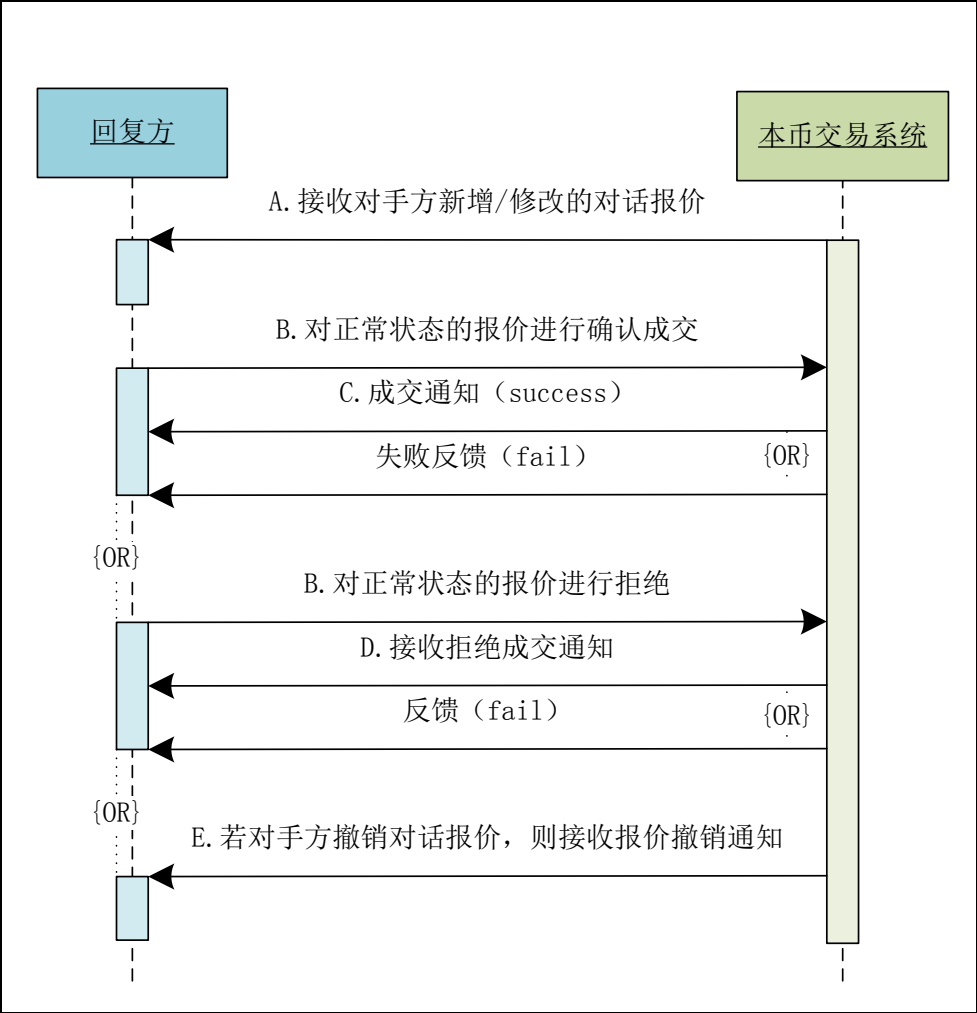 回复方
本币交易系统
A.接收对手方新增/修改的对话报价
B.对正常状态的报价进行确认成交
C.成交通知（success）
失败反馈（fail）
{OR}
{OR}
B.对正常状态的报价进行拒绝
D.接收拒绝成交通知
反馈（fail）
{OR}
{OR}
E.若对手方撤销对话报价，则接收报价撤销通知